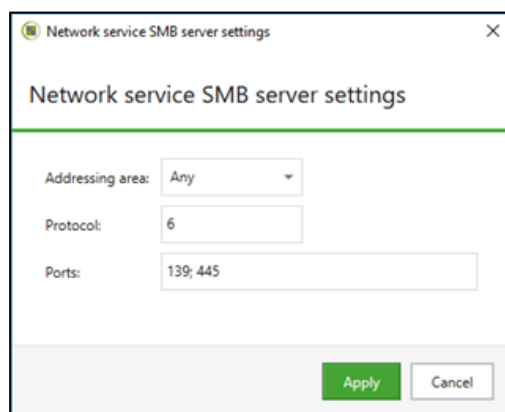 Network service SMB server settings
Network service SMB server settings
Addressing area: Any
Protocol: 6
Ports: 139; 445
Apply Cancel